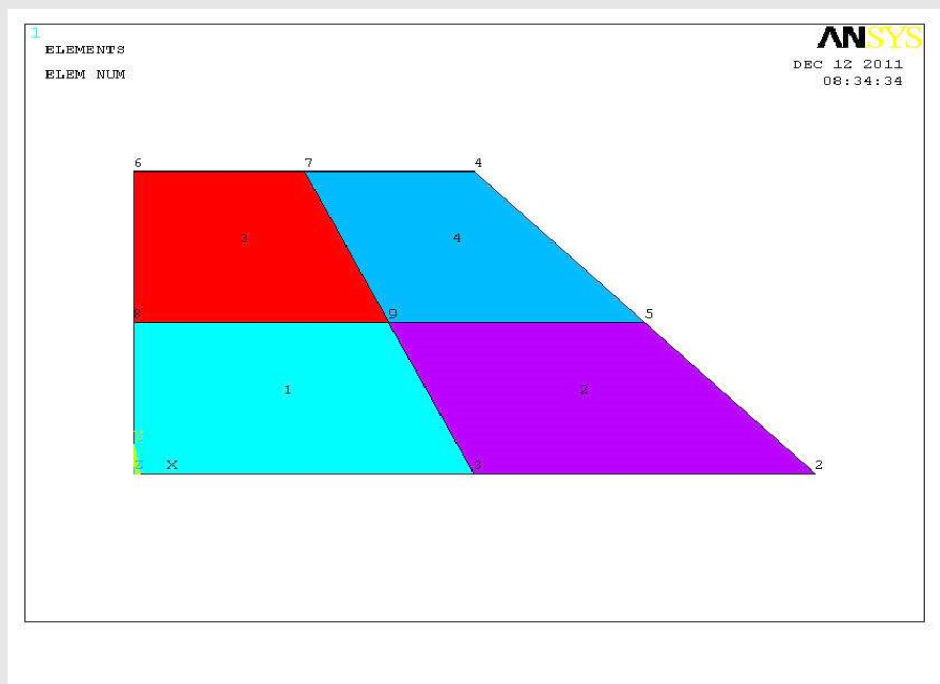 1
ELEMENTS
ELEM NUM
ANSYS
DEC 12 2011
08:34:34
6 7 4
3 4
8 9 5
1 2
Z X 3 2